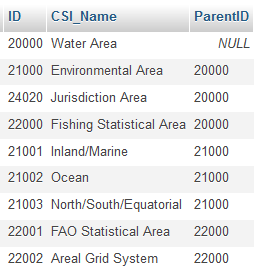 ID CSI_Name ParentID
20000 Water Area NULL
21000 Environmental Area 20000
24020 Jurisdiction Area 20000
22000 Fishing Statistical Area 20000
21001 Inland/Marine 21000
21002 Ocean 21000
21003 North/South/Equatorial 21000
22001 FAO Statistical Area 22000
22002 Areal Grid System 22000